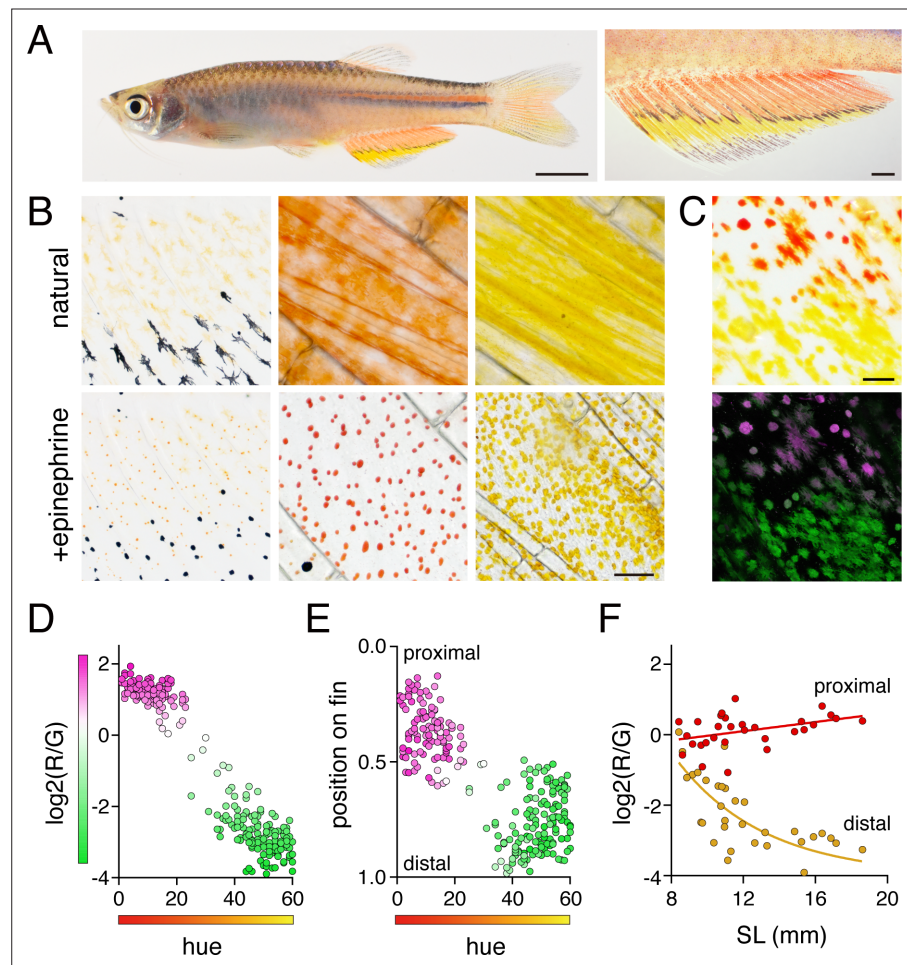 A
B
C
natural
+epinephrine
D
E
F
log2(R/G)
2
0
-2
-4
0
20
40
60
hue
position on fin
0.0
0.5
1.0
proximal
distal
0
20
40
60
hue
log2(R/G)
2
0
-2
-4
proximal
distal
8
12
16
20
SL (mm)